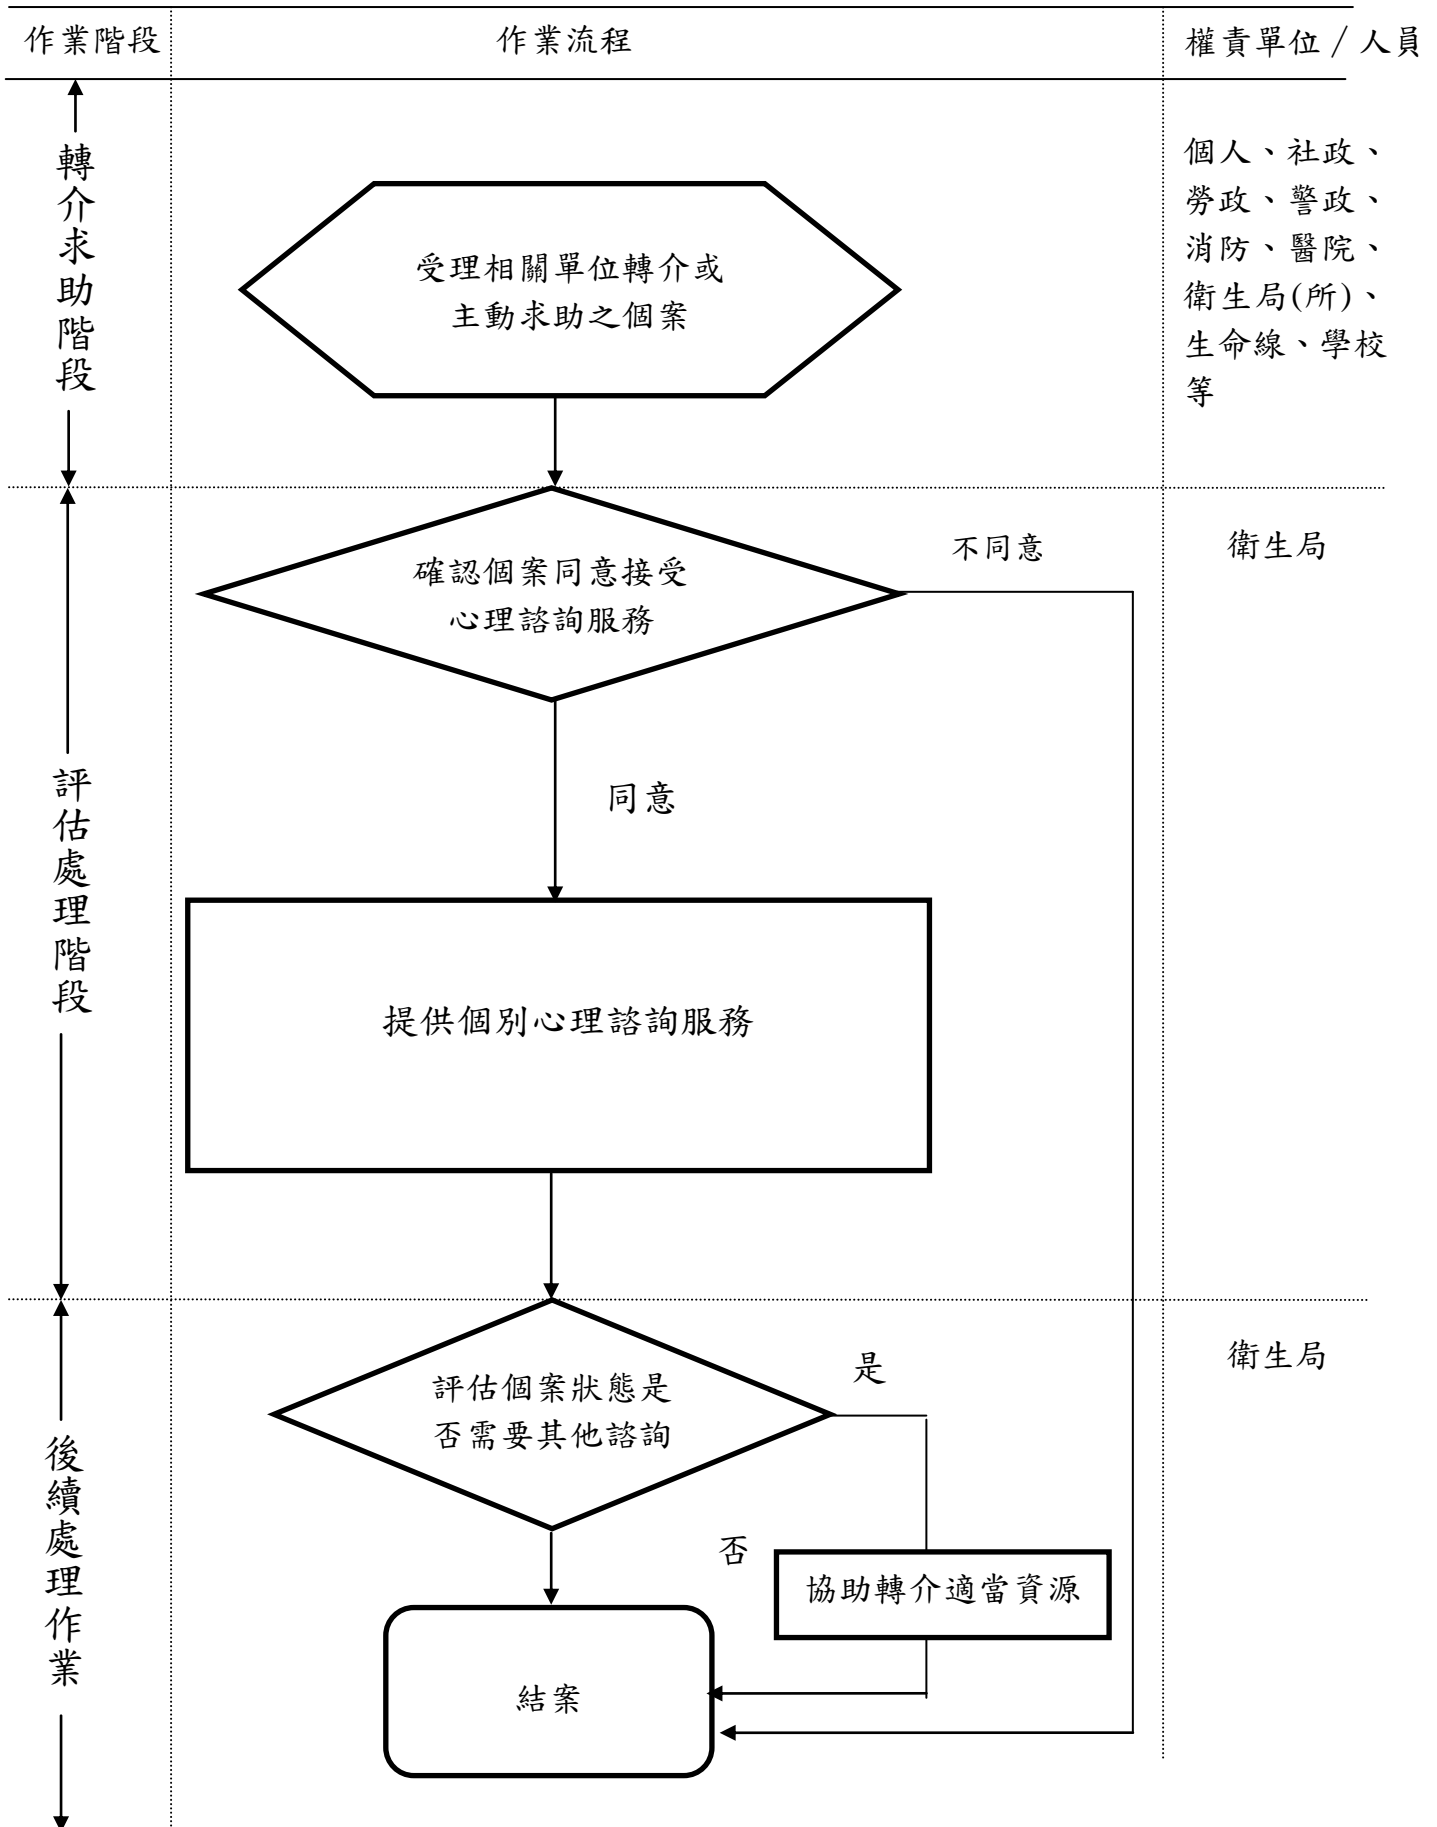 作業階段
作業流程
權責單位/人員
轉介求助階段
受理相關單位轉介或
主動求助之個案
個人、社政、
勞政、警政、
消防、醫院、
衛生局(所)、
生命線、學校
等
評估處理階段
確認個案同意接受
心理諮詢服務
不同意
衛生局
同意
提供個別心理諮詢服務
後續處理作業
評估個案狀態是
否需要其他諮詢
是
衛生局
否
協助轉介適當資源
結案